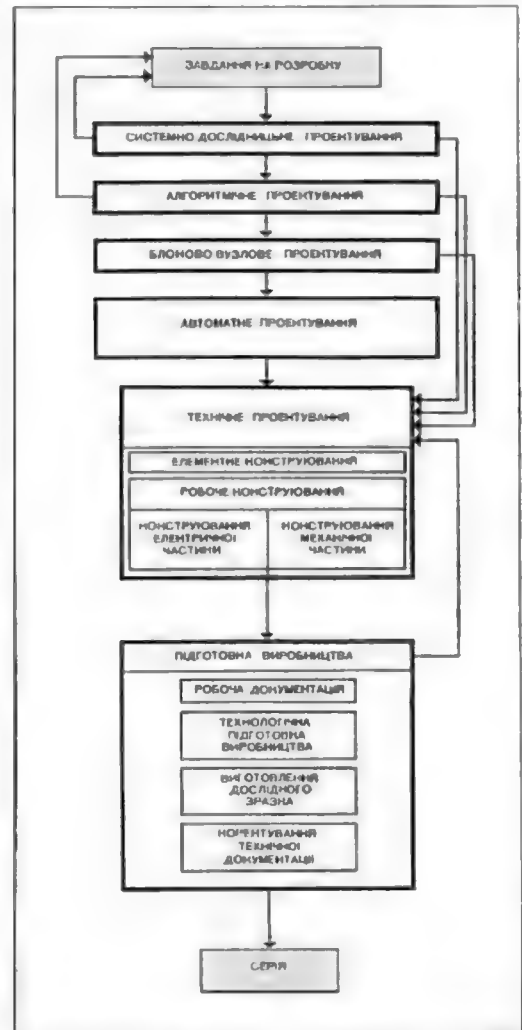 ЗАВДАННЯ НА РОЗРОБКУ
СИСТЕМНО ДОСЛІДНИЦЬКЕ ПРОЕКТУВАННЯ
АЛГОРИТМІЧНЕ ПРОЕКТУВАННЯ
БЛОКОВО ВУЗЛОВЕ ПРОЕКТУВАННЯ
АВТОМАТНЕ ПРОЕКТУВАННЯ
ТЕХНІЧНЕ ПРОЕКТУВАННЯ
ЕЛЕМЕНТНЕ КОНСТРУЮВАННЯ
РОБОЧЕ КОНСТРУЮВАННЯ
КОНСТРУЮВАННЯ
ЕЛЕКТРИЧНОЇ
ЧАСТИНИ
КОНСТРУЮВАННЯ
МЕХАНІЧНОЇ
ЧАСТИНИ
ПІДГОТОВКА ВИРОБНИЦТВА
РОБОЧА ДОКУМЕНТАЦІЯ
ТЕХНОЛОГІЧНА
ПІДГОТОВКА
ВИРОБНИЦТВА
ВИГОТОВЛЕННЯ
ДОСЛІДНОГО
ЗРАЗКА
КОРЕКТУВАННЯ
ТЕХНІЧНОЇ
ДОКУМЕНТАЦІЇ
СЕРІЯ